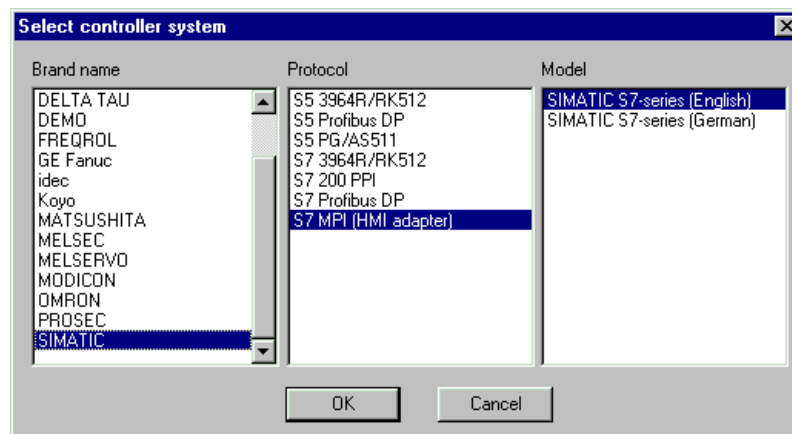 Select controller system
Brand name
DELTA TAU
DEMO
FREQROL
GE Fanuc
idec
Koyo
MATSUSHITA
MELSEC
MELSERVO
MODICON
OMRON
PROSEC
SIMATIC
Protocol
S5 3964R/RK512
S5 Profibus DP
S5 PG/AS511
S7 3964R/RK512
S7 200 PPI
S7 Profibus DP
S7 MPI (HMI adapter)
Model
SIMATIC S7-series (English)
SIMATIC S7-series (German)
OK
Cancel